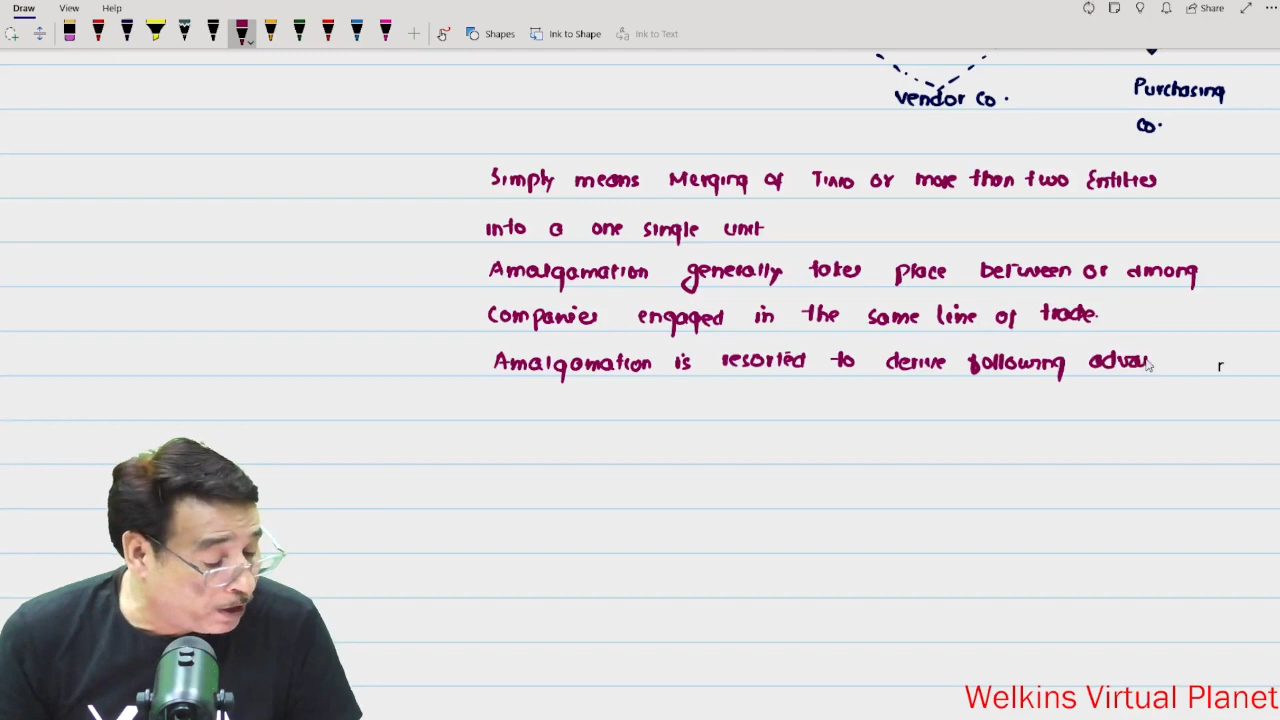 Draw View Help
Share
Shapes Ink to Shape Ink to Text
Vendor Co.
Purchasing
Co.
Simply means Merging of Two or more than two Entities
into a one single unit
Amalgamation generally takes place between or among
Companies engaged in the same line of trade.
Amalgamation is resorted to derive following advan
r
Welkins Virtual Planet